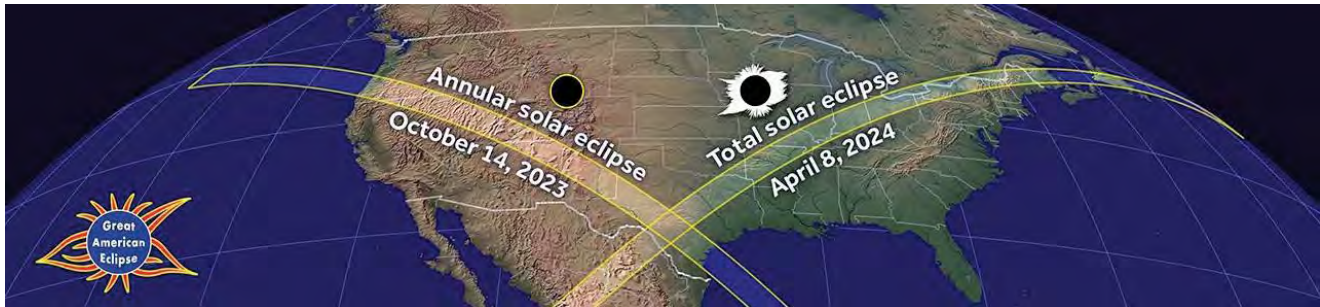 Annular solar eclipse
October 14, 2023
Total solar eclipse
April 8, 2024
Great
American
Eclipse